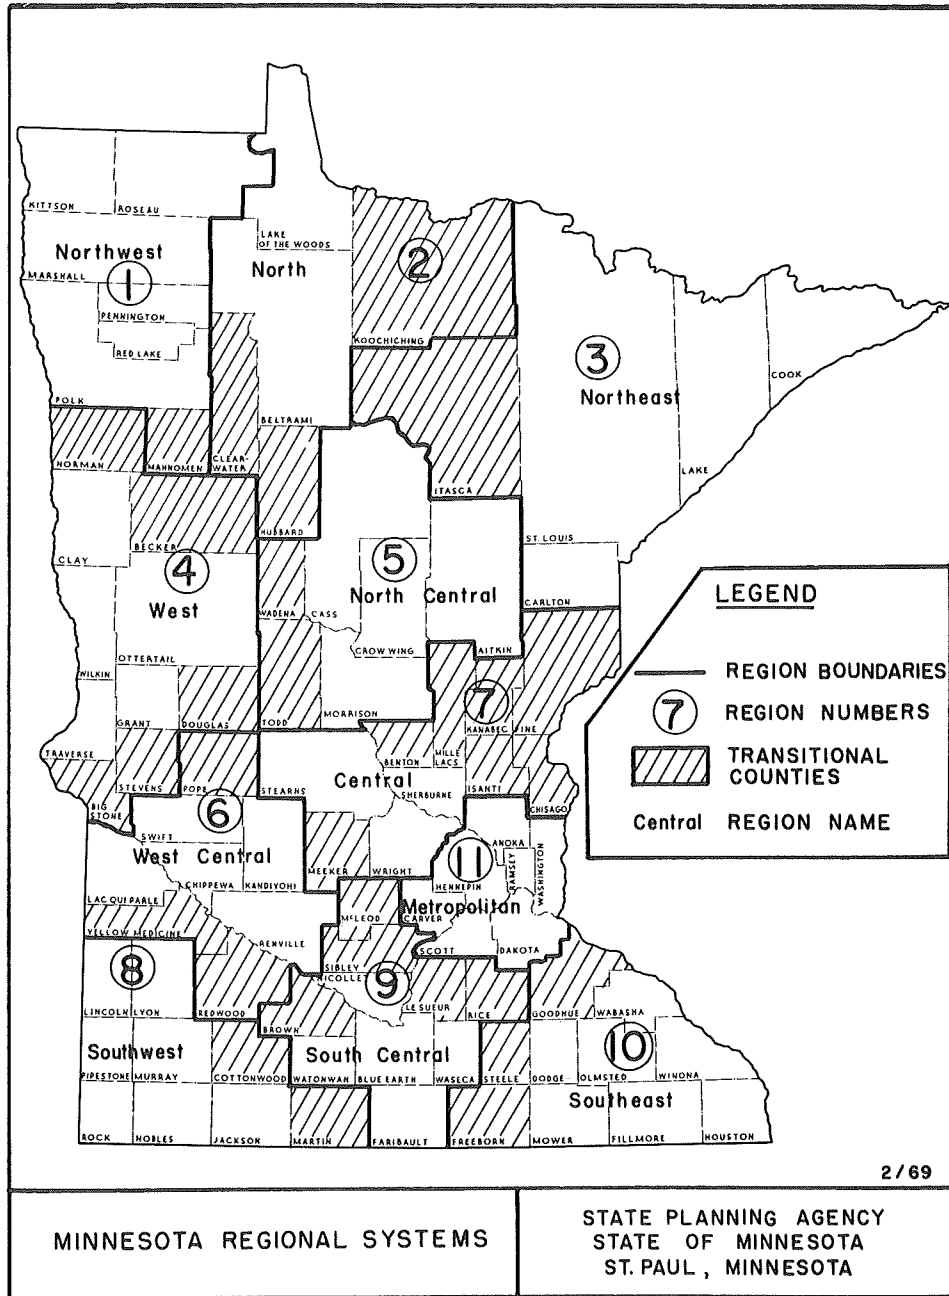 KITTSON
ROSEAU
LAKE
OF THE WOODS
Northwest
North
2
MARSHALL
1
PENNINGTON
RED LAKE
KOOCHICHING
3
Northeast
COOK
POLK
BELTRAMI
NORMAN
MAHNOMEN
CLEAR-
WATER
LAKE
ITASCA
HUBBARD
ST. LOUIS
BECKER
CLAY
4
West
5
North Central
WADENA
CASS
CARLTON
CROW WING
AITKIN
OTTERTAIL
WILKIN
7
GRANT
DOUGLAS
TODD
MORRISON
KANABEC
PINE
TRAVERSE
MILLE
LACS
BENTON
Central
STEVENS
POPE
STEARNS
SHERBURNE
ISANTI
CHISAGO
BIG
STONE
6
SWIFT
West Central
MEEKER
WRIGHT
11
ANOKA
RAMSEY
WASHINGTON
CHIPPEWA
KANDIYOHI
HENNEPIN
LAC QUI PARLE
McLEOD
CARVER
Metropolitan
YELLOW MEDICINE
RENVILLE
SCOTT
DAKOTA
8
SIBLEY
NICOLLET
9
LINCOLN
LYON
REDWOOD
LE SUEUR
RICE
GOODHUE
WABASHA
BROWN
10
Southwest
South Central
PIPESTONE
MURRAY
COTTONWOOD
WATONWAN
BLUE EARTH
WASECA
STEELE
DODGE
OLMSTED
WINONA
Southeast
ROCK
NOBLES
JACKSON
MARTIN
FARIBAULT
FREEBORN
MOWER
FILLMORE
HOUSTON
LEGEND
REGION BOUNDARIES
7 REGION NUMBERS
TRANSITIONAL
COUNTIES
Central REGION NAME
2/69
MINNESOTA REGIONAL SYSTEMS
STATE PLANNING AGENCY
STATE OF MINNESOTA
ST. PAUL, MINNESOTA